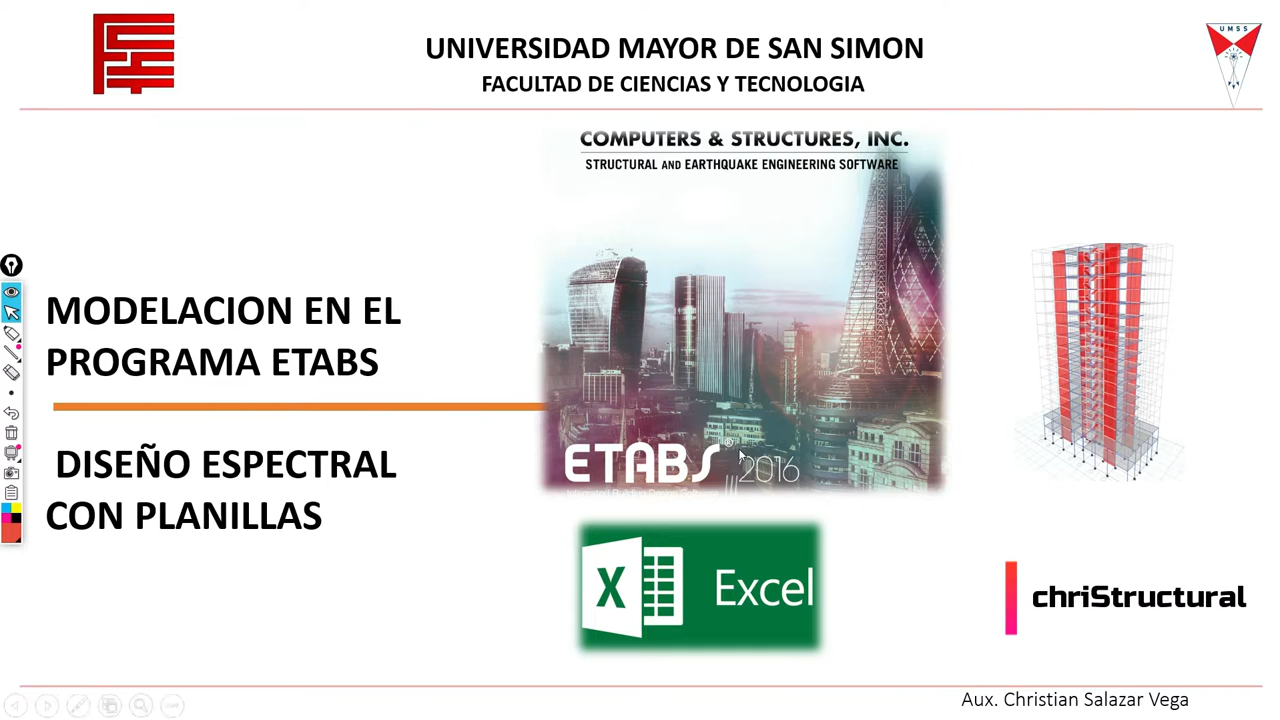 UNIVERSIDAD MAYOR DE SAN SIMON
FACULTAD DE CIENCIAS Y TECNOLOGIA
UMSS
COMPUTERS & STRUCTURES, INC.
STRUCTURAL AND EARTHQUAKE ENGINEERING SOFTWARE
MODELACION EN EL
PROGRAMA ETABS
ETABS® 2016
DISEÑO ESPECTRAL
CON PLANILLAS
X Excel
chriStructural
Aux. Christian Salazar Vega